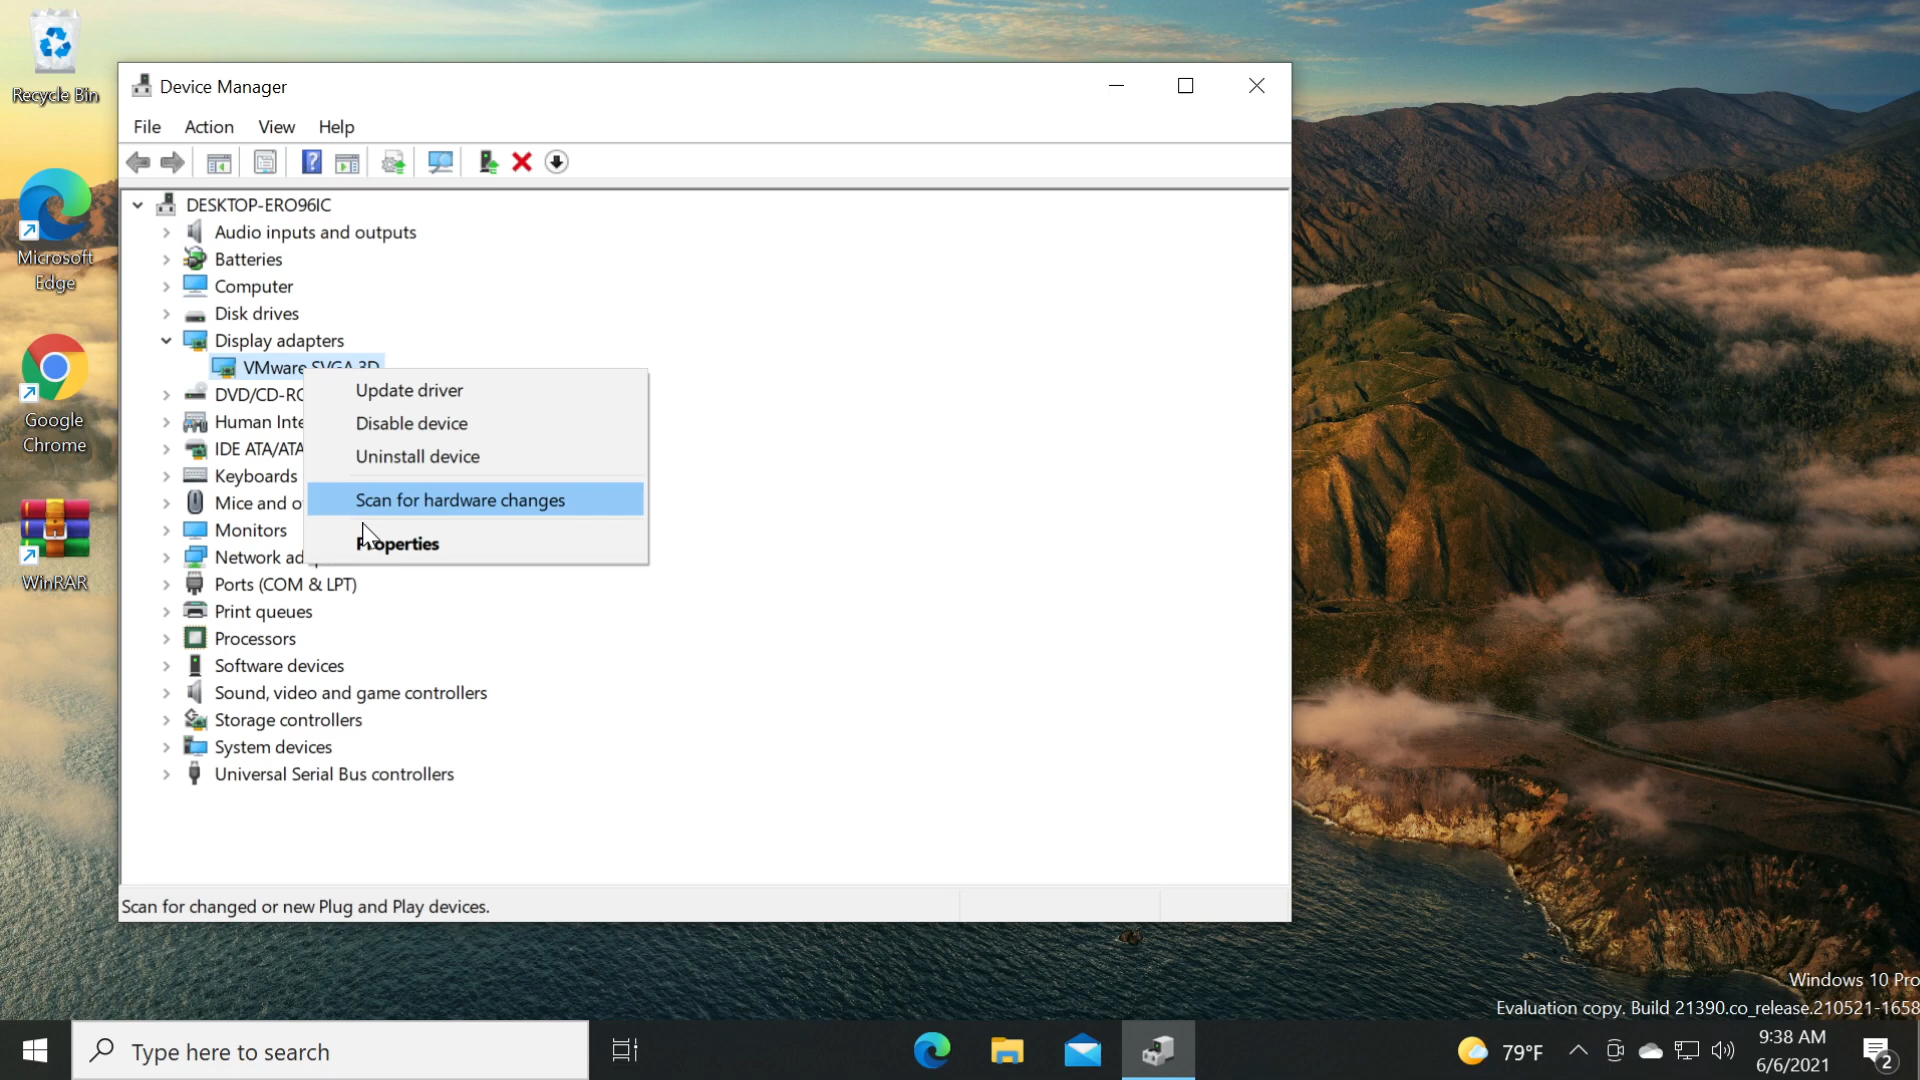 Recycle Bin
Microsoft
Edge
Google
Chrome
WinRAR
Device Manager
File Action View Help
DESKTOP-ERO96IC
Audio inputs and outputs
Batteries
Computer
Disk drives
Display adapters
VMware SVGA 3D
DVD/CD-RO
Human Inte
IDE ATA/ATA
Keyboards
Mice and o
Monitors
Network ad
Ports (COM & LPT)
Print queues
Processors
Software devices
Sound, video and game controllers
Storage controllers
System devices
Universal Serial Bus controllers
Update driver
Disable device
Uninstall device
Scan for hardware changes
Properties
Scan for changed or new Plug and Play devices.
Windows 10 Pro
Evaluation copy. Build 21390.co_release.210521-1658
Type here to search
79°F
9:38 AM
6/6/2021
2